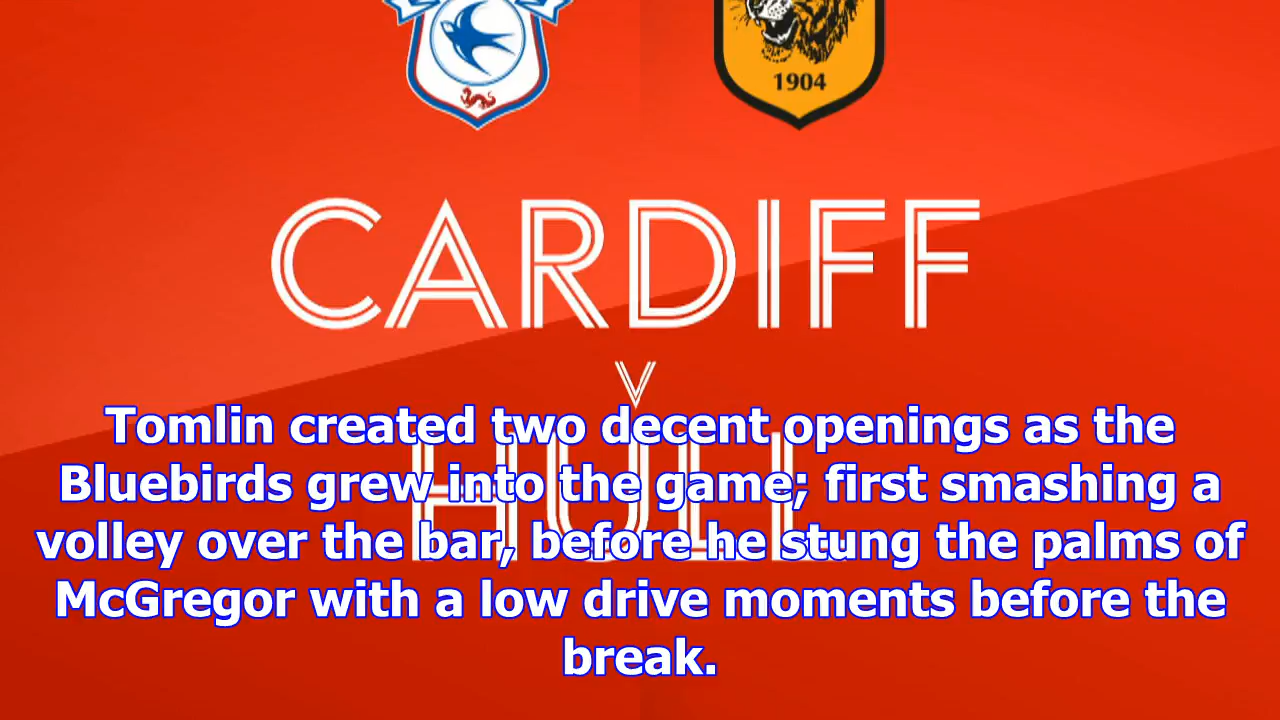 1904
CARDIFF
V
HULL
Tomlin created two decent openings as the
Bluebirds grew into the game; first smashing a
volley over the bar, before he stung the palms of
McGregor with a low drive moments before the
break.